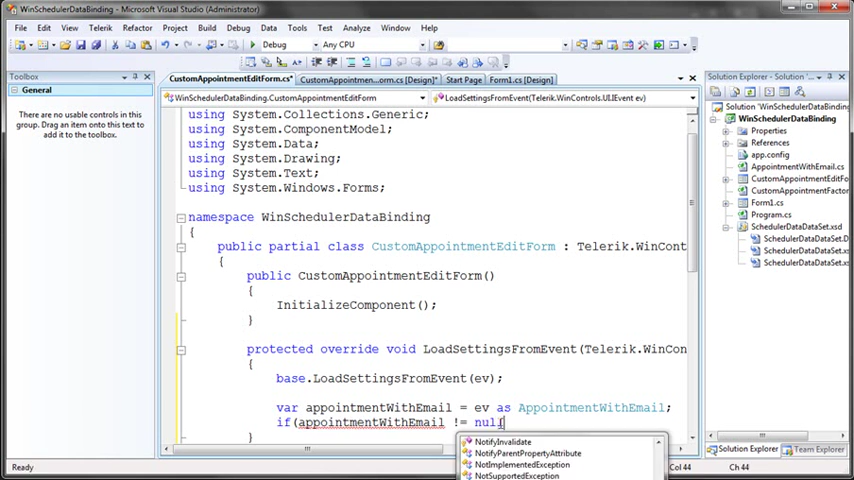 WinSchedulerDataBinding (Administrator) - Microsoft Visual Studio (Administrator)
File Edit View Telerik Refactor Project Build Debug Data Tools Test Analyze Window Help
Debug Any CPU
Toolbox
General
There are no usable controls in this
group. Drag an item onto this text to
add it to the toolbox.
CustomAppointmentEditForm.cs* CustomAppointmen...orm.cs [Design]* Start Page Form1.cs [Design]
WinSchedulerDataBinding.CustomAppointmentEditForm LoadSettingsFromEvent(Telerik.WinControls.UI.IEvent ev)
using System.Collections.Generic;
using System.ComponentModel;
using System.Data;
using System.Drawing;
using System.Text;
using System.Windows.Forms;
namespace WinSchedulerDataBinding
{
public partial class CustomAppointmentEditForm : Telerik.WinCont
{
public CustomAppointmentEditForm()
{
InitializeComponent();
}
protected override void LoadSettingsFromEvent(Telerik.WinCon
{
base.LoadSettingsFromEvent(ev);
var appointmentWithEmail = ev as AppointmentWithEmail;
if(appointmentWithEmail != null
}
NotifyInvalidate
NotifyParentPropertyAttribute
NotImplementedException
NotSupportedException
Solution Explorer - WinSchedulerData
Solution 'WinSchedulerDataBinding
WinSchedulerDataBinding
Properties
References
app.config
AppointmentWithEmail.cs
CustomAppointmentEditFo
CustomAppointmentFactor
Form1.cs
Program.cs
SchedulerDataDataSet.xsd
SchedulerDataDataSet.D
SchedulerDataDataSet.xs
SchedulerDataDataSet.xs
Solution Explorer Team Explorer
Col 44 Ch 44